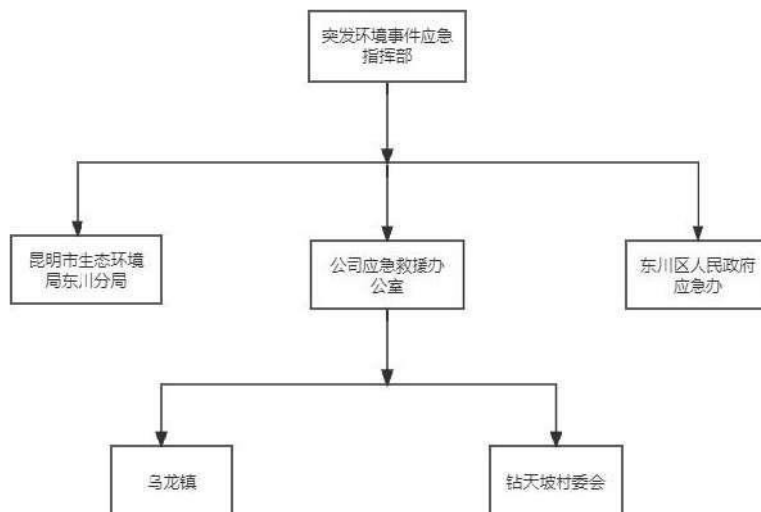 突发环境事件应急
指挥部
昆明市生态环境
局东川分局
公司应急救援办
公室
东川区人民政府
应急办
乌龙镇
钻天坡村委会